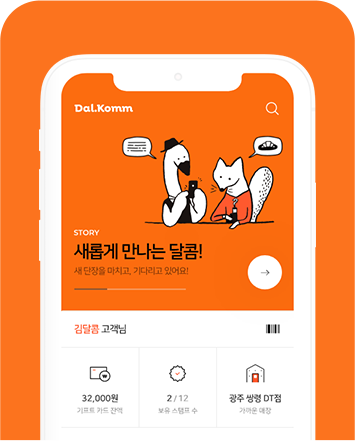 Dal.Komm
STORY
새롭게 만나는 달콤!
새 단장을 마치고, 기다리고 있어요!
김달콤 고객님
32,000원
기프트 카드 잔액
2 / 12
보유 스탬프 수
광주 쌍령 DT점
가까운 매장